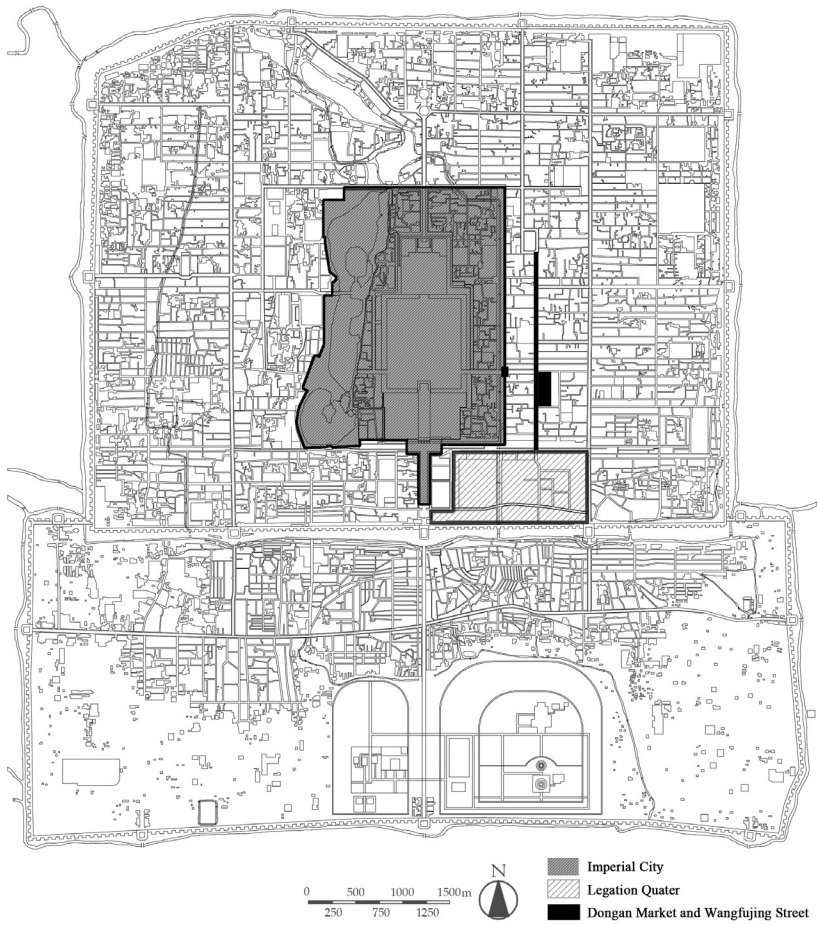 N
Imperial City
0 500 1000 1500m
250 750 1250
Legation Quater
Dongan Market and Wangfujing Street